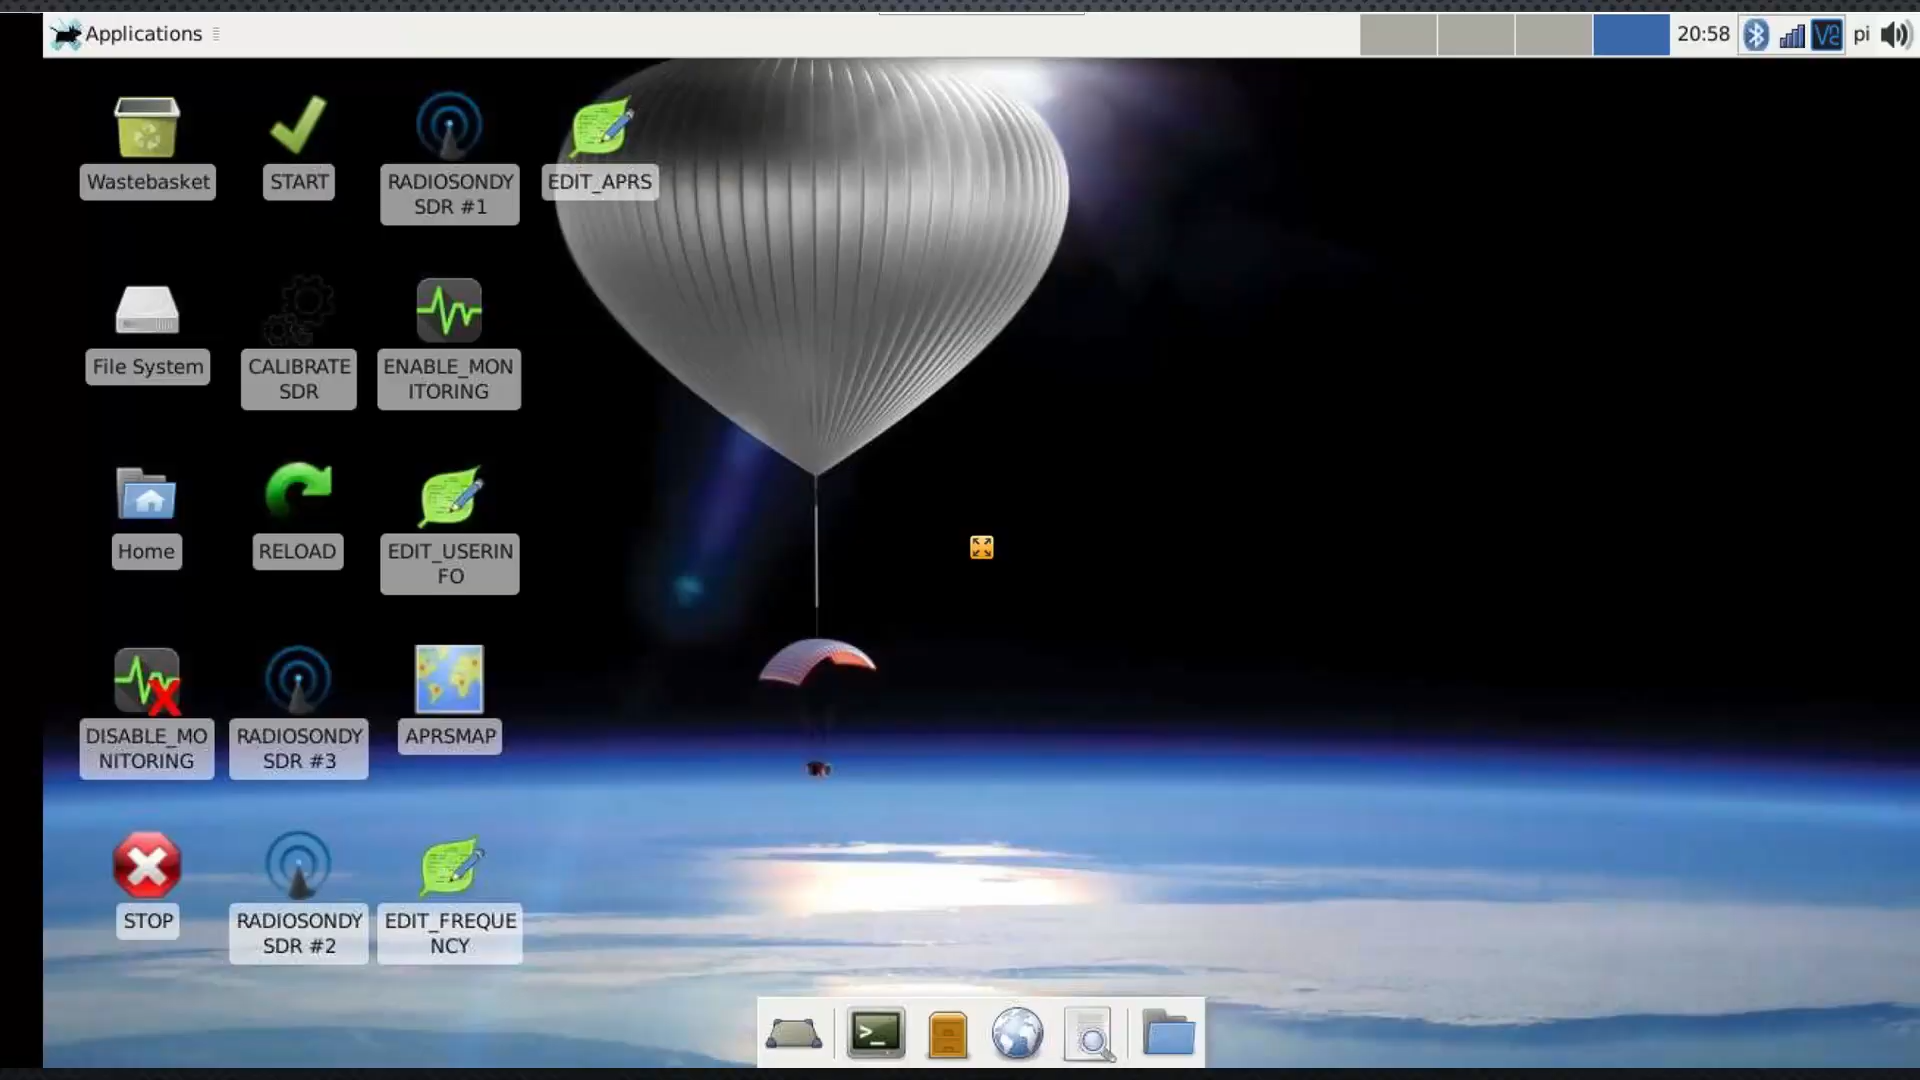 Applications
20:58
pi
Wastebasket
START
RADIOSONDY
SDR #1
EDIT_APRS
File System
CALIBRATE
SDR
ENABLE_MON
ITORING
Home
RELOAD
EDIT_USERIN
FO
DISABLE_MO
NITORING
RADIOSONDY
SDR #3
APRSMAP
STOP
RADIOSONDY
SDR #2
EDIT_FREQUE
NCY